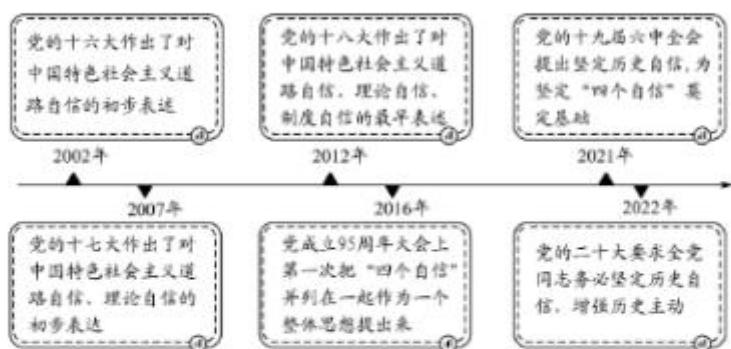 党的十六大作出了对
中国特色社会主义道
路自信的初步表述
党的十八大作出了对
中国特色社会主义道
路自信、理论自信、
制度自信的最早表述
党的十九届六中全会
提出坚定历史自信,为
坚定“四个自信”奠
定基础
2002年
2012年
2021年
2007年
2016年
2022年
党的十七大作出了对
中国特色社会主义道
路自信、理论自信的
初步表达
党成立95周年大会上
第一次把“四个自信”
并列在一起作为一个
整体思想提出来
党的二十大要求全党
同志务必坚定历史自
信、增强历史主动